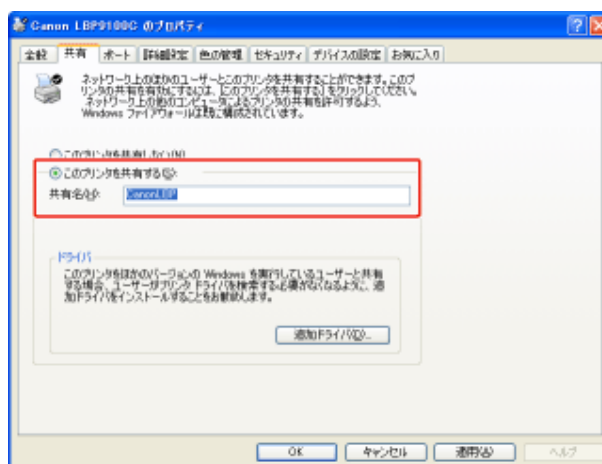 Canon LBP9100C のプロパティ
全般 共有 ポート 詳細設定 色の管理 セキュリティ デバイスの設定 お気に入り
ネットワーク上のほかのユーザーとこのプリンタを共有することができます。このプ
リンタの共有を有効にするには、[このプリンタを共有する] をクリックしてください。
ネットワーク上の他のコンピュータによるプリンタの共有を許可するよう、
Windows ファイアウォールは既に構成されています。
このプリンタを共有しない(N)
このプリンタを共有する(S):
共有名(H): CanonLBP
ドライバ
このプリンタをほかのバージョンの Windows を実行しているユーザーと共有
する場合、ユーザーがプリンタ ドライバを検索する必要がなくなるように、追
加ドライバをインストールすることをお勧めします。
追加ドライバ(D)...
OK キャンセル 適用(A) ヘルプ